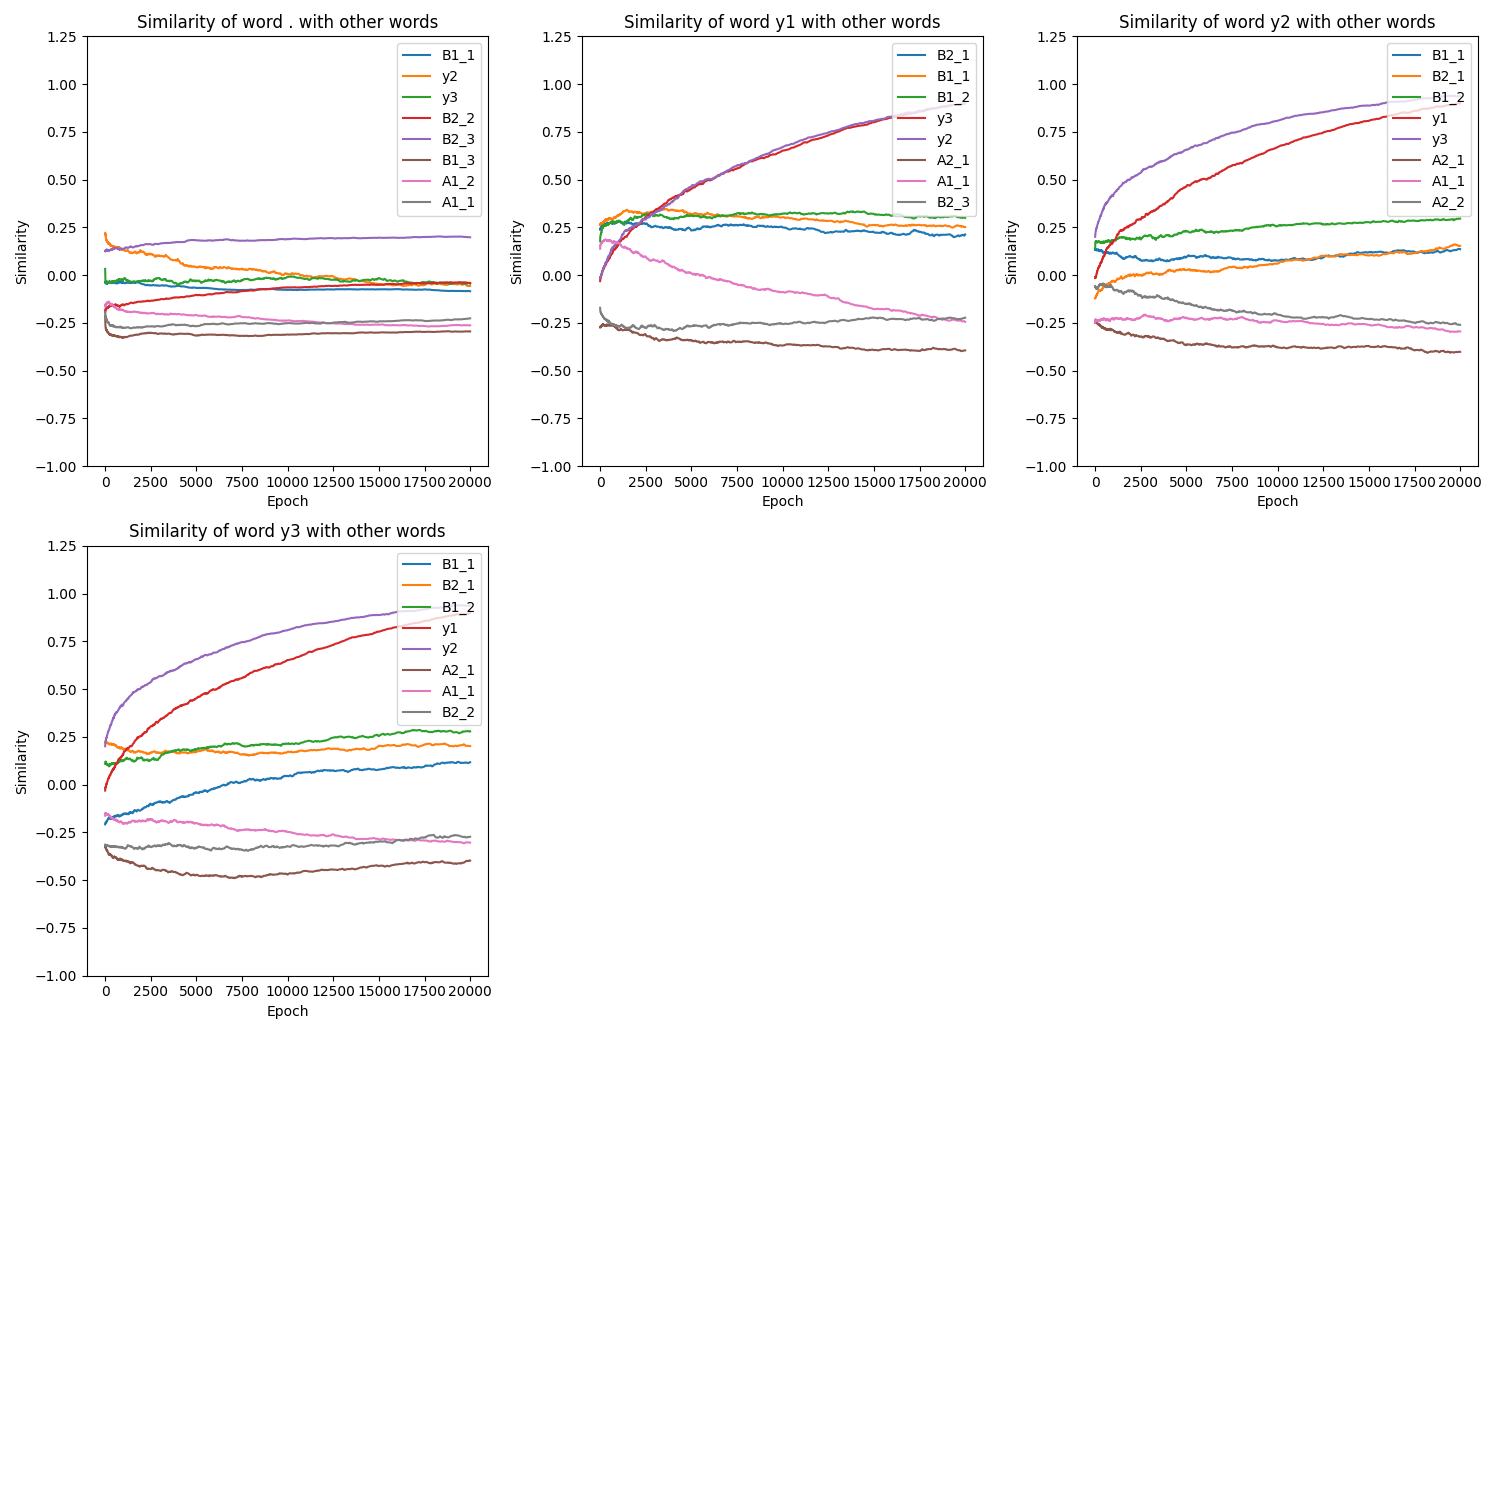 Similarity of word . with other words
1.25
1.00
0.75
0.50
0.25
0.00
−0.25
−0.50
−0.75
−1.00
Similarity
0 2500 5000 7500 10000 12500 15000 17500 20000
Epoch
B1_1
y2
y3
B2_2
B2_3
B1_3
A1_2
A1_1
Similarity of word y1 with other words
1.25
1.00
0.75
0.50
0.25
0.00
−0.25
−0.50
−0.75
−1.00
Similarity
0 2500 5000 7500 10000 12500 15000 17500 20000
Epoch
B2_1
B1_1
B1_2
y3
y2
A2_1
A1_1
B2_3
Similarity of word y2 with other words
1.25
1.00
0.75
0.50
0.25
0.00
−0.25
−0.50
−0.75
−1.00
Similarity
0 2500 5000 7500 10000 12500 15000 17500 20000
Epoch
B1_1
B2_1
B1_2
y1
y3
A2_1
A1_1
A2_2
Similarity of word y3 with other words
1.25
1.00
0.75
0.50
0.25
0.00
−0.25
−0.50
−0.75
−1.00
Similarity
0 2500 5000 7500 10000 12500 15000 17500 20000
Epoch
B1_1
B2_1
B1_2
y1
y2
A2_1
A1_1
B2_2